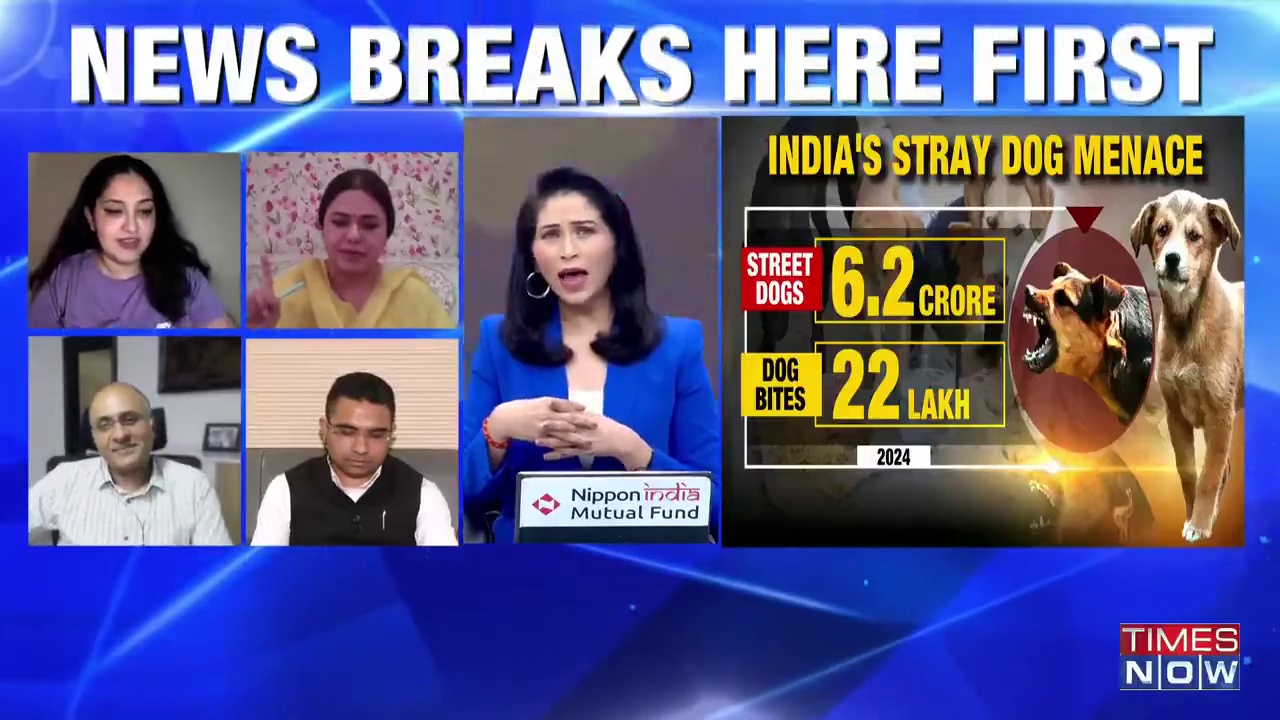 NEWS BREAKS HERE FIRST
INDIA'S STRAY DOG MENACE
STREET
DOGS
6.2 CRORE
DOG
BITES
22 LAKH
2024
Nippon india
Mutual Fund
TIMES
NOW